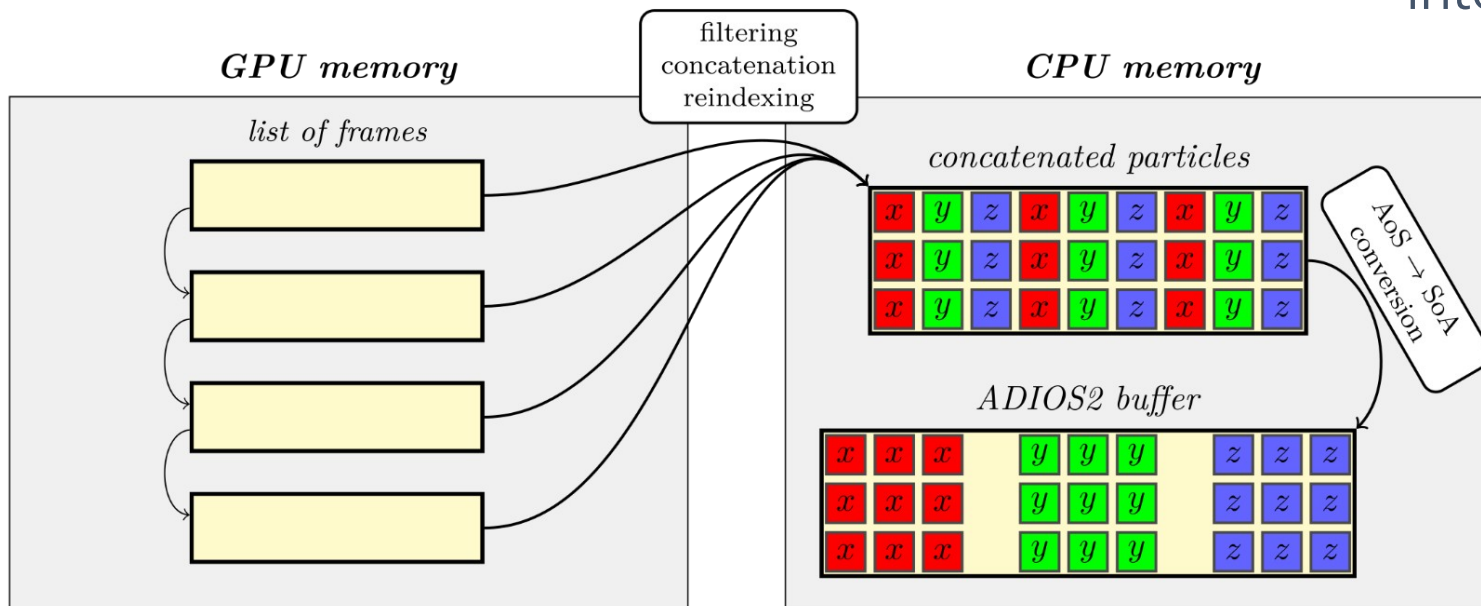 filtering
concatenation
reindexing
GPU memory
CPU memory
list of frames
concatenated particles
x y z x y z x y z
x y z x y z x y z
x y z x y z x y z
AoS → SoA
conversion
ADIOS2 buffer
x x x y y y z z z
x x x y y y z z z
x x x y y y z z z